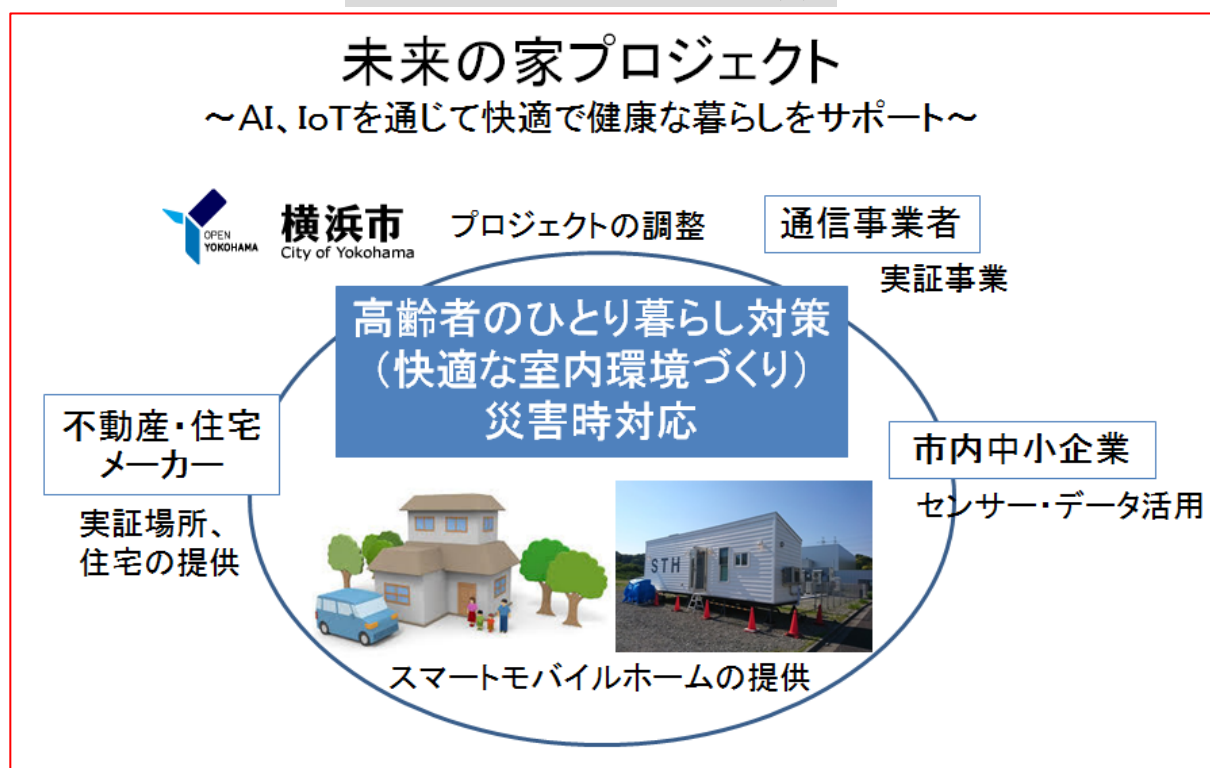 未来の家プロジェクト
～AI、IoTを通じて快適で健康な暮らしをサポート～
OPEN
YOKOHAMA
横浜市
City of Yokohama
プロジェクトの調整
通信事業者
実証事業
高齢者のひとり暮らし対策
（快適な室内環境づくり）
災害時対応
不動産・住宅
メーカー
実証場所、
住宅の提供
市内中小企業
センサー・データ活用
STH
スマートモバイルホームの提供